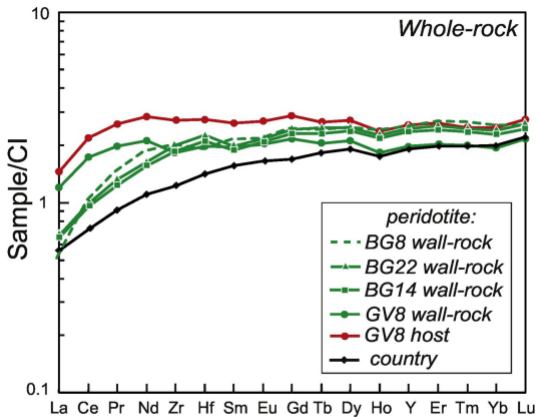 Whole-rock
Sample/CI
10
1
0.1
peridotite:
BG8 wall-rock
BG22 wall-rock
BG14 wall-rock
GV8 wall-rock
GV8 host
country
La Ce Pr Nd Zr Hf Sm Eu Gd Tb Dy Ho Y Er Tm Yb Lu